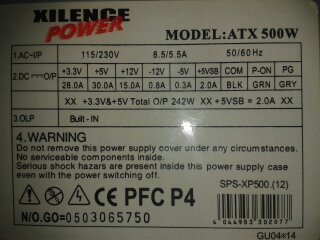 XILENCE
POWER MODEL:ATX 500W
1.AC~I/P 115/230V 8.5/5.5A 50/60Hz
2.DC O/P +3.3V +5V +12V -12V -5V +5VSB COM P-ON PG
28.0A 30.0A 15.0A 0.8A 0.3A 2.0A BLK GRN GRY
XX +3.3V&+5V Total O/P 242W XX +5VSB = 2.0A XX
3.OLP Built-IN
4.WARNING
Do not remove this power supply cover under any circumstances.
No serviceable components inside.
Serious shock hazards are present inside this power supply case
even with the power switching off.
SPS-XP500.(12)
CE PFC P4
N/O.GO=0503065750
4 044953 302077
GU04#14